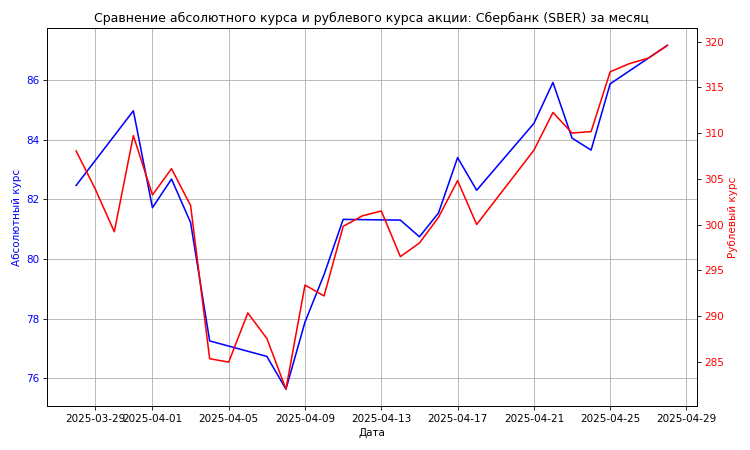 Сравнение абсолютного курса и рублевого курса акции: Сбербанк (SBER) за месяц
Абсолютный курс
86
84
82
80
78
76
320
315
310
305
300
295
290
285
Рублевый курс
2025-03-29 2025-04-01 2025-04-05 2025-04-09 2025-04-13 2025-04-17 2025-04-21 2025-04-25 2025-04-29
Дата